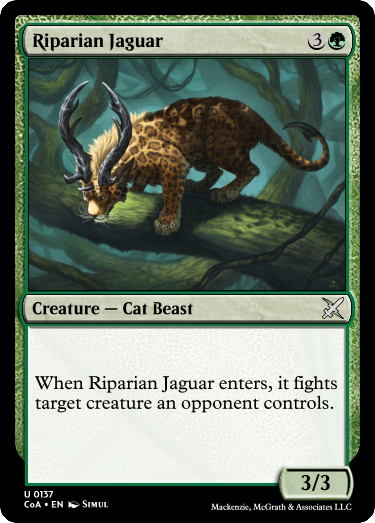 Riparian Jaguar 3
Creature — Cat Beast
When Riparian Jaguar enters, it fights
target creature an opponent controls.
3/3
U 0137
CoA • EN Simul
Mackenzie, McGrath & Associates LLC